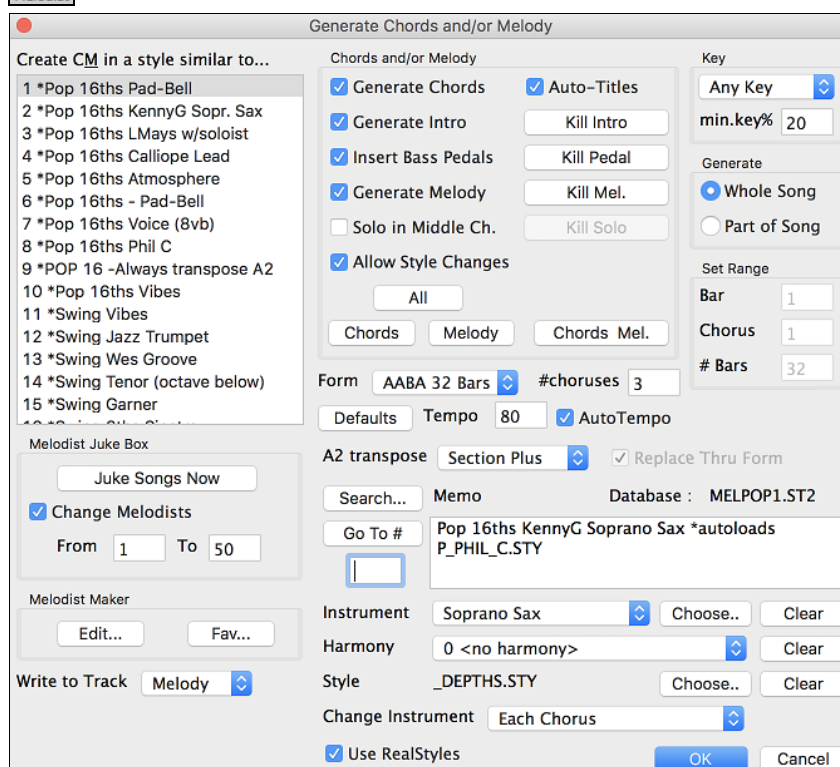 Generate Chords and/or Melody
Create CM in a style similar to...
1 *Pop 16ths Pad-Bell
2 *Pop 16ths KennyG Sopr. Sax
3 *Pop 16ths LMays w/soloist
4 *Pop 16ths Calliope Lead
5 *Pop 16ths Atmosphere
6 *Pop 16ths - Pad-Bell
7 *Pop 16ths Voice (8vb)
8 *Pop 16ths Phil C
9 *POP 16 -Always transpose A2
10 *Pop 16ths Vibes
11 *Swing Vibes
12 *Swing Jazz Trumpet
13 *Swing Wes Groove
14 *Swing Tenor (octave below)
15 *Swing Garner
Melodist Juke Box
Juke Songs Now
Change Melodists
From 1 To 50
Melodist Maker
Edit... Fav...
Write to Track Melody
Chords and/or Melody
Generate Chords Auto-Titles
Generate Intro Kill Intro
Insert Bass Pedals Kill Pedal
Generate Melody Kill Mel.
Solo in Middle Ch. Kill Solo
Allow Style Changes
All
Chords Melody Chords Mel.
Key
Any Key
min.key% 20
Generate
Whole Song
Part of Song
Set Range
Bar 1
Chorus 1
# Bars 32
Form AABA 32 Bars #choruses 3
Defaults Tempo 80 AutoTempo
A2 transpose Section Plus Replace Thru Form
Search... Memo Database : MELPOP1.ST2
Go To #
Pop 16ths KennyG Soprano Sax *autoloads
P_PHIL_C.STY
Instrument Soprano Sax Choose.. Clear
Harmony 0 <no harmony> Clear
Style _DEPTHS.STY Choose.. Clear
Change Instrument Each Chorus
Use RealStyles OK Cancel